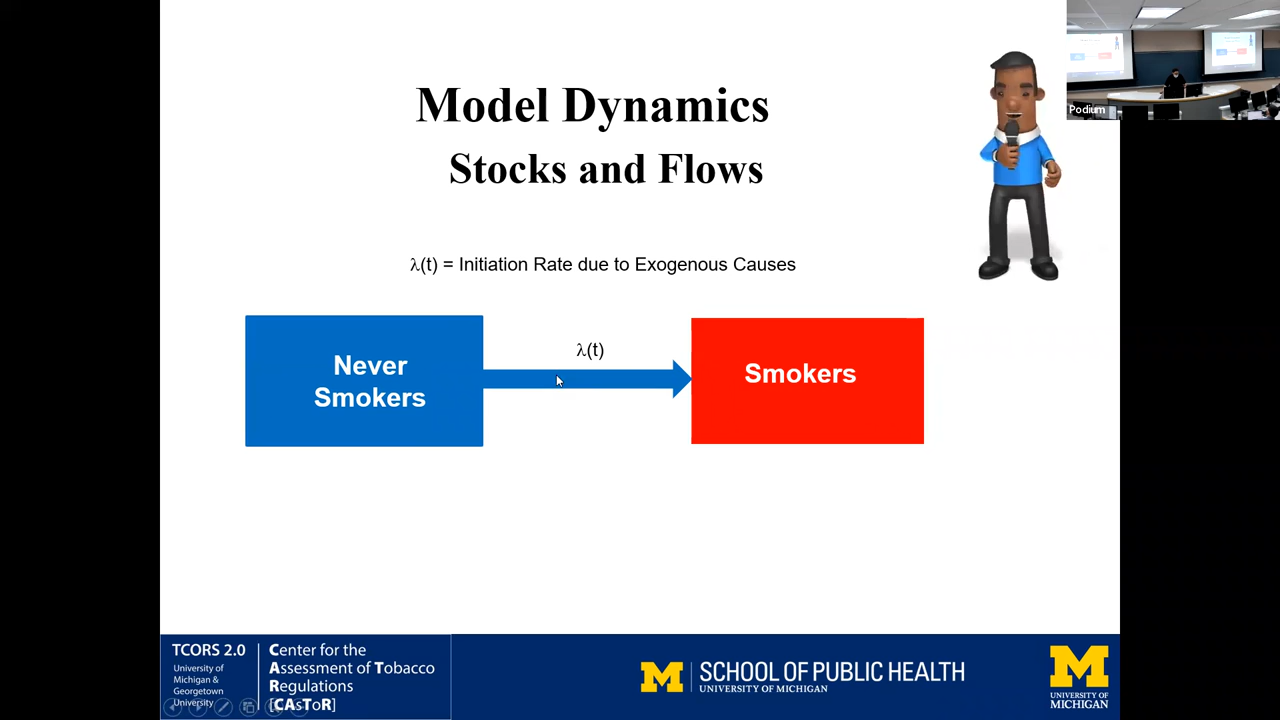 Model Dynamics
Stocks and Flows
λ(t) = Initiation Rate due to Exogenous Causes
λ(t)
Never
Smokers
Smokers
Podium
TCORS 2.0
University of
Michigan &
Georgetown
University
Center for the
Assessment of Tobacco
Regulations
[CAsToR]
M
SCHOOL OF PUBLIC HEALTH
UNIVERSITY OF MICHIGAN
M
UNIVERSITY OF
MICHIGAN